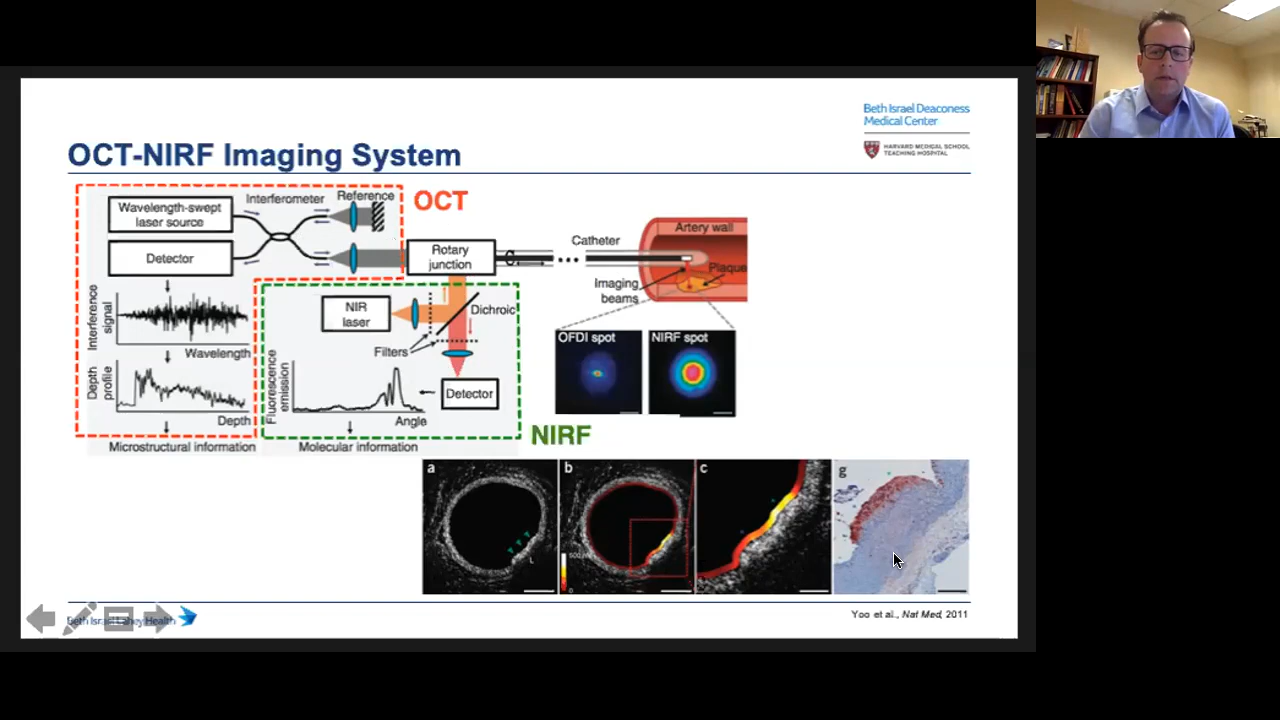 Beth Israel Deaconess
Medical Center
HARVARD MEDICAL SCHOOL
TEACHING HOSPITAL
OCT-NIRF Imaging System
OCT
Wavelength-swept
laser source
Interferometer
Reference
Detector
Interference
signal
Wavelength
Depth
profile
Depth
Microstructural information
Rotary
junction
Catheter
Artery wall
Plaque
Imaging
beams
NIR
laser
Dichroic
Filters
Fluorescence
emission
Detector
Angle
Molecular information
NIRF
OFDI spot
NIRF spot
a
L
b
500
0
c
g
Beth Israel Lahey Health
Yoo et al., Nat Med, 2011